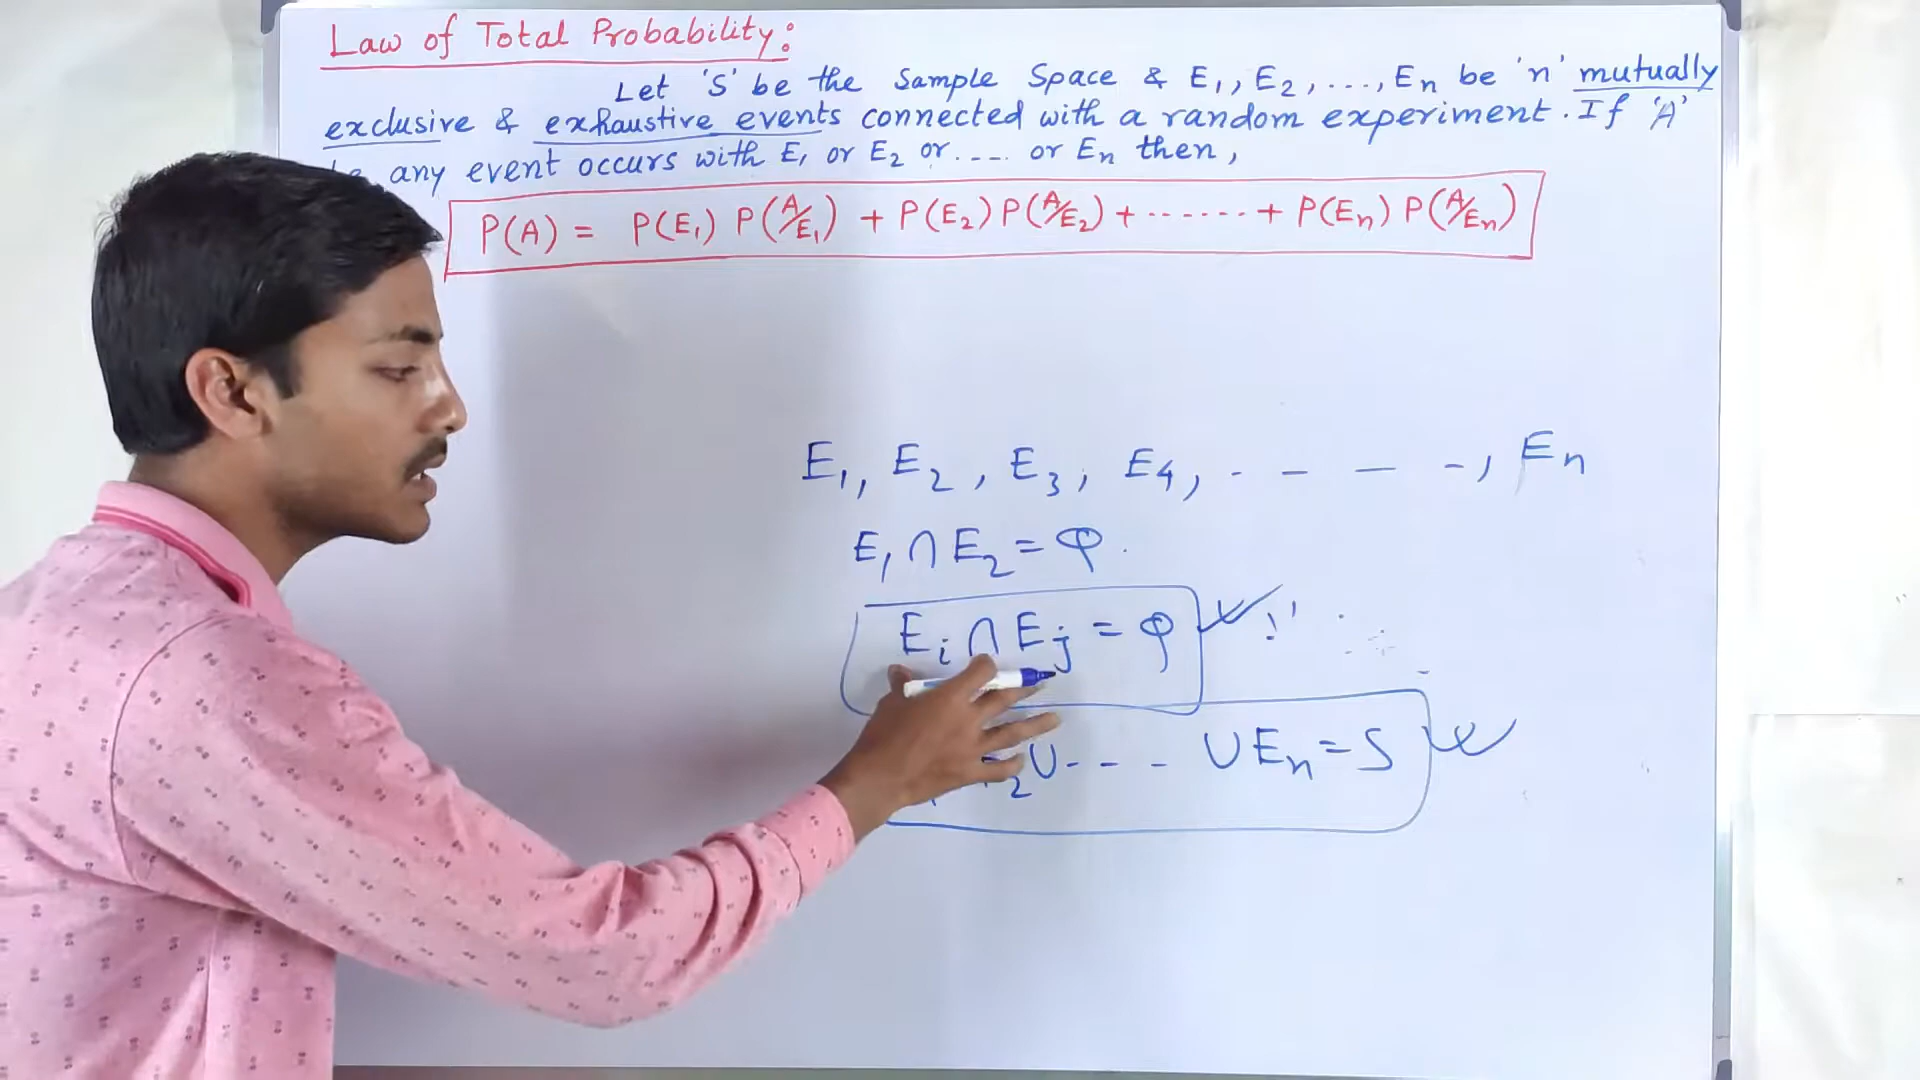 Law of Total Probability:
Let 'S' be the Sample Space & E₁, E₂, ..., Eₙ be 'n' mutually
exclusive & exhaustive events connected with a random experiment. If 'A'
any event occurs with E₁ or E₂ or .... or Eₙ then,
P(A) = P(E₁) P(A/E₁) + P(E₂) P(A/E₂) + ....... + P(Eₙ) P(A/Eₙ)
E₁, E₂, E₃, E₄, - - - -, Eₙ
E₁ ∩ E₂ = φ.
Eᵢ ∩ Eⱼ = φ
₂ ∪ - - - ∪ Eₙ = S